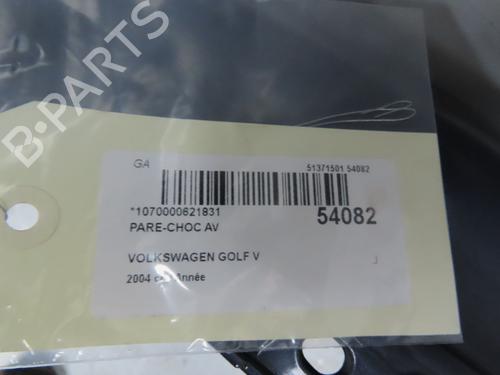 B-PARTS
GA
51371501 54082
*1070000621831
54082
PARE-CHOC AV
VOLKSWAGEN GOLF V
2004 Année